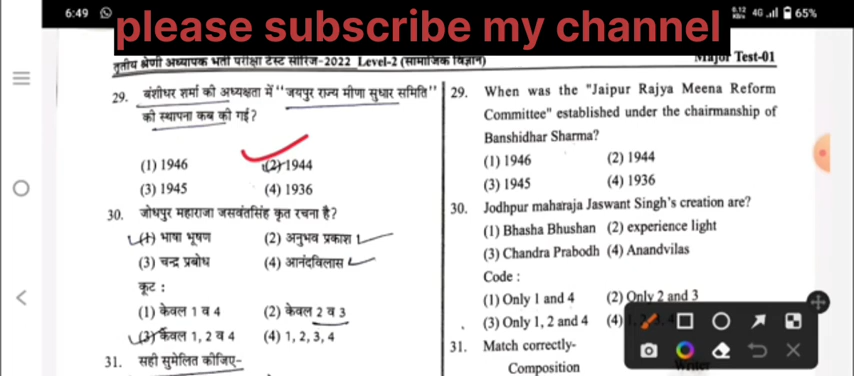 6:49
0.12 KB/s 4G 65%
please subscribe my channel
तृतीय श्रेणी अध्यापक भर्ती परीक्षा टेस्ट सीरिज-2022 Level-2 (सामाजिक विज्ञान) Major Test-01
29. बंशीधर शर्मा की अध्यक्षता में "जयपुर राज्य मीणा सुधार समिति"
की स्थापना कब की गई?
(1) 1946 (2) 1944
(3) 1945 (4) 1936
30. जोधपुर महाराजा जसवंतसिंह कृत रचना है?
(1) भाषा भूषण (2) अनुभव प्रकाश
(3) चन्द्र प्रबोध (4) आनंदविलास
कूट :
(1) केवल 1 व 4 (2) केवल 2 व 3
(3) केवल 1, 2 व 4 (4) 1, 2, 3, 4
31. सही सुमेलित कीजिए-
29. When was the "Jaipur Rajya Meena Reform
Committee" established under the chairmanship of
Banshidhar Sharma?
(1) 1946 (2) 1944
(3) 1945 (4) 1936
30. Jodhpur maharaja Jaswant Singh's creation are?
(1) Bhasha Bhushan (2) experience light
(3) Chandra Prabodh (4) Anandvilas
Code :
(1) Only 1 and 4 (2) Only 2 and 3
(3) Only 1, 2 and 4 (4)
31. Match correctly-
Composition Writer